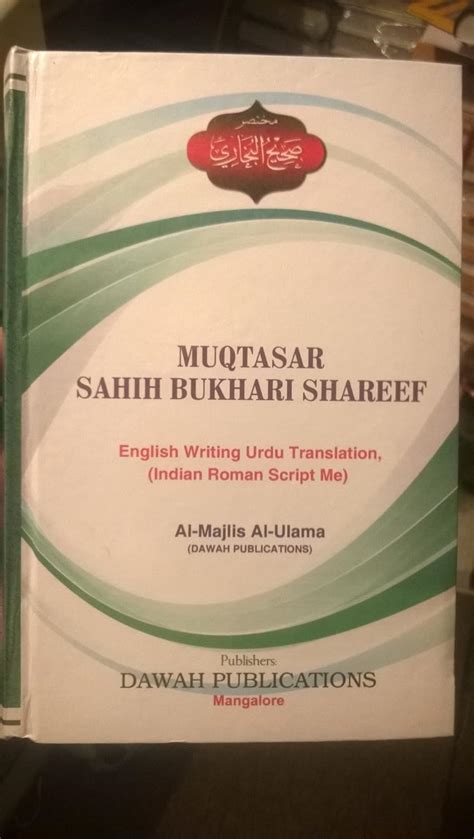 مختصر
صحیح البخاري
MUQTASAR
SAHIH BUKHARI SHAREEF
English Writing Urdu Translation,
(Indian Roman Script Me)
Al-Majlis Al-Ulama
(DAWAH PUBLICATIONS)
Publishers:
DAWAH PUBLICATIONS
Mangalore